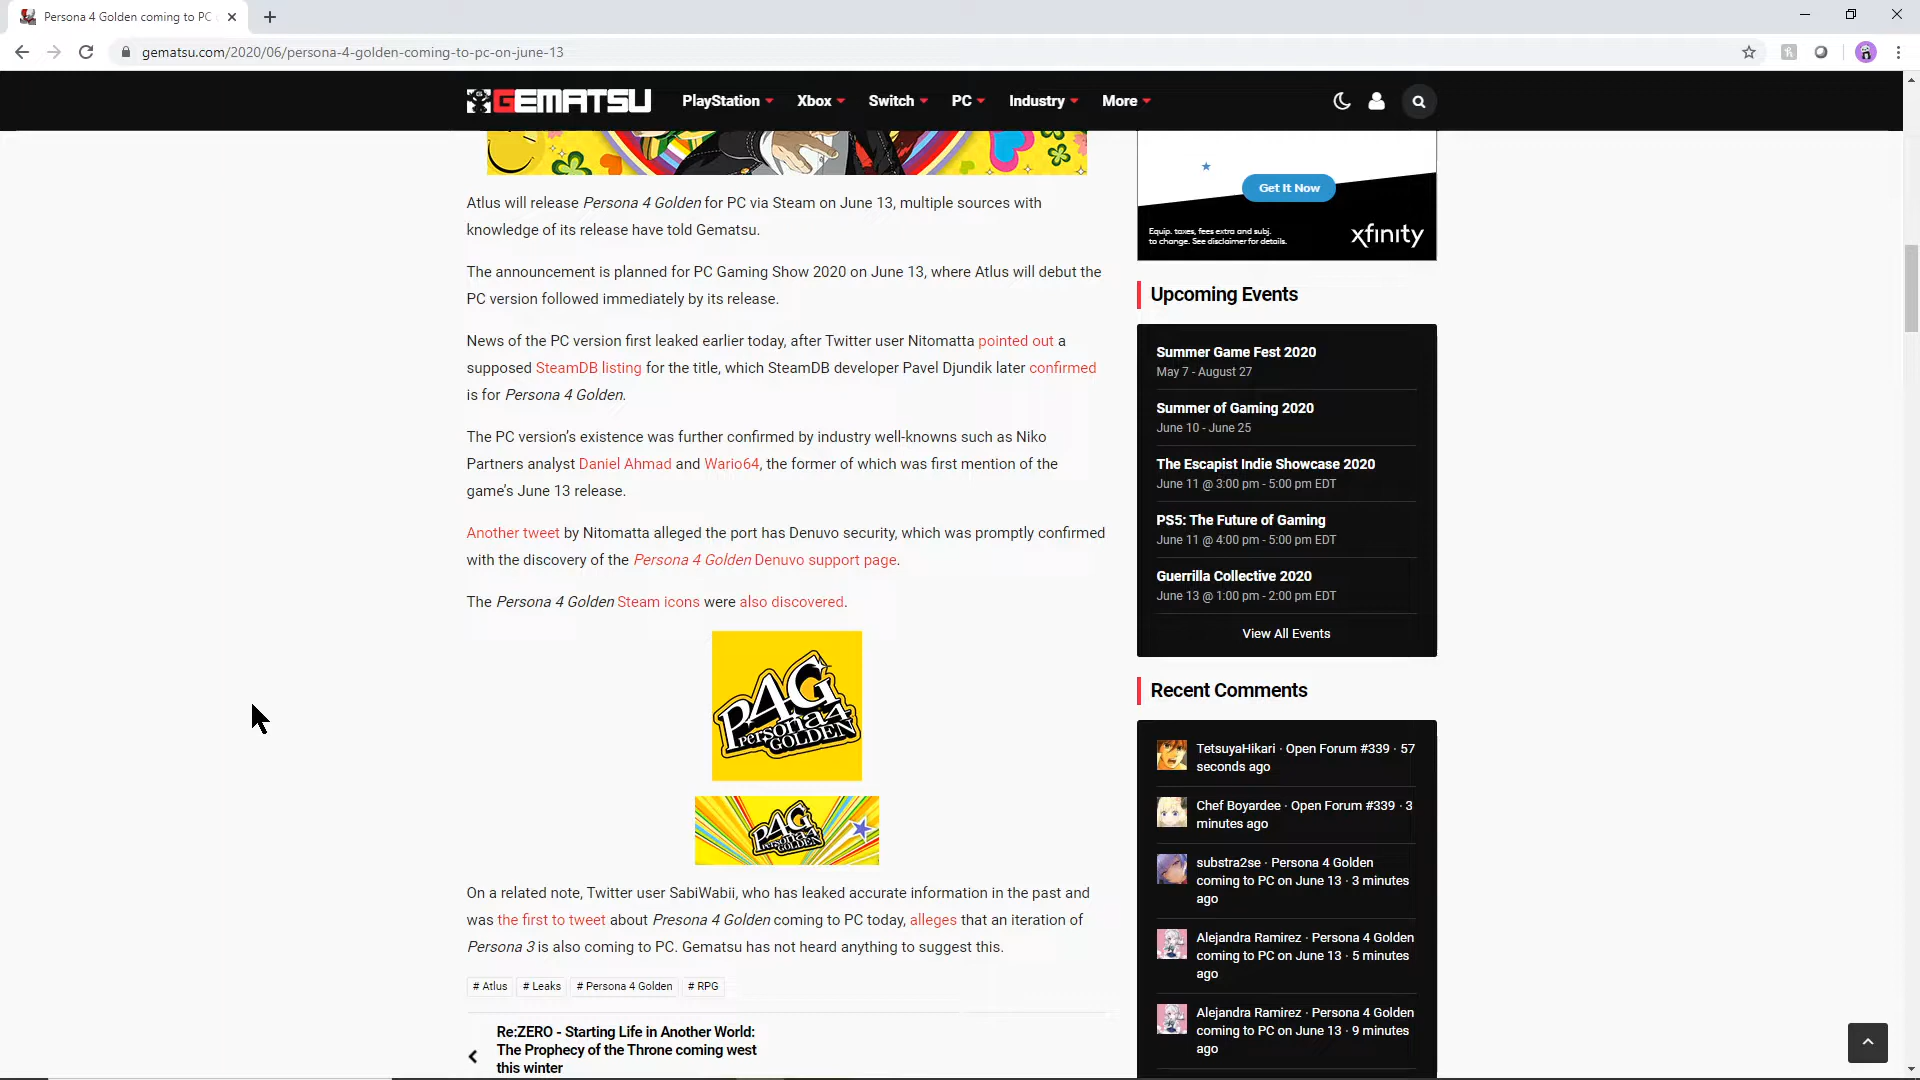 Persona 4 Golden coming to PC
gematsu.com/2020/06/persona-4-golden-coming-to-pc-on-june-13
GEMATSU
PlayStation
Xbox
Switch
PC
Industry
More
Atlus will release Persona 4 Golden for PC via Steam on June 13, multiple sources with
knowledge of its release have told Gematsu.
The announcement is planned for PC Gaming Show 2020 on June 13, where Atlus will debut the
PC version followed immediately by its release.
News of the PC version first leaked earlier today, after Twitter user Nitomatta pointed out a
supposed SteamDB listing for the title, which SteamDB developer Pavel Djundik later confirmed
is for Persona 4 Golden.
The PC version’s existence was further confirmed by industry well-knowns such as Niko
Partners analyst Daniel Ahmad and Wario64, the former of which was first mention of the
game’s June 13 release.
Another tweet by Nitomatta alleged the port has Denuvo security, which was promptly confirmed
with the discovery of the Persona 4 Golden Denuvo support page.
The Persona 4 Golden Steam icons were also discovered.
P4G
Persona4
GOLDEN
P4G
Persona4
GOLDEN
On a related note, Twitter user SabiWabii, who has leaked accurate information in the past and
was the first to tweet about Presona 4 Golden coming to PC today, alleges that an iteration of
Persona 3 is also coming to PC. Gematsu has not heard anything to suggest this.
# Atlus
# Leaks
# Persona 4 Golden
# RPG
Re:ZERO - Starting Life in Another World:
The Prophecy of the Throne coming west
this winter
Get It Now
Equip. taxes, fees extra and subj.
to change. See disclaimer for details.
xfinity
Upcoming Events
Summer Game Fest 2020
May 7 - August 27
Summer of Gaming 2020
June 10 - June 25
The Escapist Indie Showcase 2020
June 11 @ 3:00 pm - 5:00 pm EDT
PS5: The Future of Gaming
June 11 @ 4:00 pm - 5:00 pm EDT
Guerrilla Collective 2020
June 13 @ 1:00 pm - 2:00 pm EDT
View All Events
Recent Comments
TetsuyaHikari · Open Forum #339 · 57
seconds ago
Chef Boyardee · Open Forum #339 · 3
minutes ago
substra2se · Persona 4 Golden
coming to PC on June 13 · 3 minutes
ago
Alejandra Ramirez · Persona 4 Golden
coming to PC on June 13 · 5 minutes
ago
Alejandra Ramirez · Persona 4 Golden
coming to PC on June 13 · 9 minutes
ago